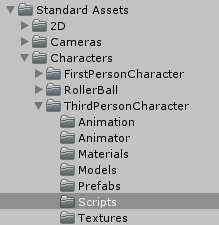 Standard Assets
2D
Cameras
Characters
FirstPersonCharacter
RollerBall
ThirdPersonCharacter
Animation
Animator
Materials
Models
Prefabs
Scripts
Textures